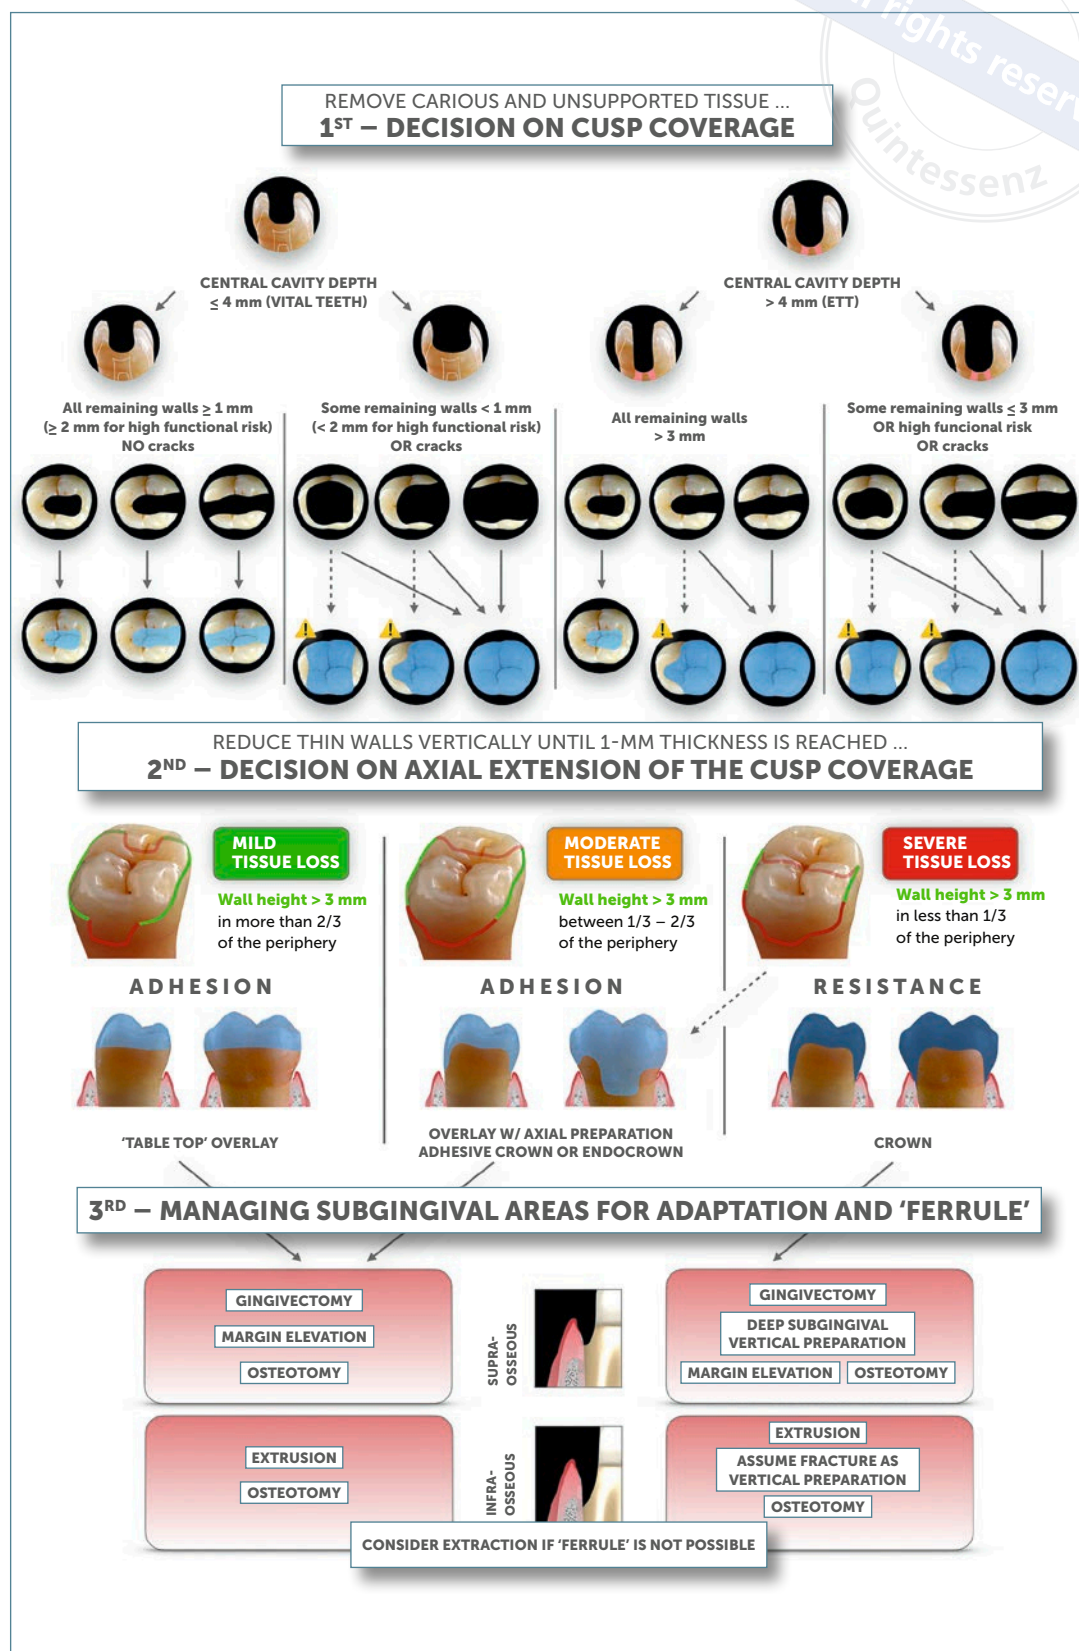 ll rights reserv
Quintessenz
REMOVE CARIOUS AND UNSUPPORTED TISSUE ...
1ST – DECISION ON CUSP COVERAGE
CENTRAL CAVITY DEPTH
≤ 4 mm (VITAL TEETH)
CENTRAL CAVITY DEPTH
> 4 mm (ETT)
All remaining walls ≥ 1 mm
(≥ 2 mm for high functional risk)
NO cracks
Some remaining walls < 1 mm
(< 2 mm for high functional risk)
OR cracks
All remaining walls
> 3 mm
Some remaining walls ≤ 3 mm
OR high funcional risk
OR cracks
REDUCE THIN WALLS VERTICALLY UNTIL 1-MM THICKNESS IS REACHED ...
2ND – DECISION ON AXIAL EXTENSION OF THE CUSP COVERAGE
MILD
TISSUE LOSS
Wall height > 3 mm
in more than 2/3
of the periphery
MODERATE
TISSUE LOSS
Wall height > 3 mm
between 1/3 – 2/3
of the periphery
SEVERE
TISSUE LOSS
Wall height > 3 mm
in less than 1/3
of the periphery
ADHESION
ADHESION
RESISTANCE
'TABLE TOP' OVERLAY
OVERLAY W/ AXIAL PREPARATION
ADHESIVE CROWN OR ENDOCROWN
CROWN
3RD – MANAGING SUBGINGIVAL AREAS FOR ADAPTATION AND 'FERRULE'
GINGIVECTOMY
MARGIN ELEVATION
OSTEOTOMY
SUPRA-
OSSEOUS
GINGIVECTOMY
DEEP SUBGINGIVAL
VERTICAL PREPARATION
MARGIN ELEVATION
OSTEOTOMY
EXTRUSION
OSTEOTOMY
INFRA-
OSSEOUS
EXTRUSION
ASSUME FRACTURE AS
VERTICAL PREPARATION
OSTEOTOMY
CONSIDER EXTRACTION IF 'FERRULE' IS NOT POSSIBLE